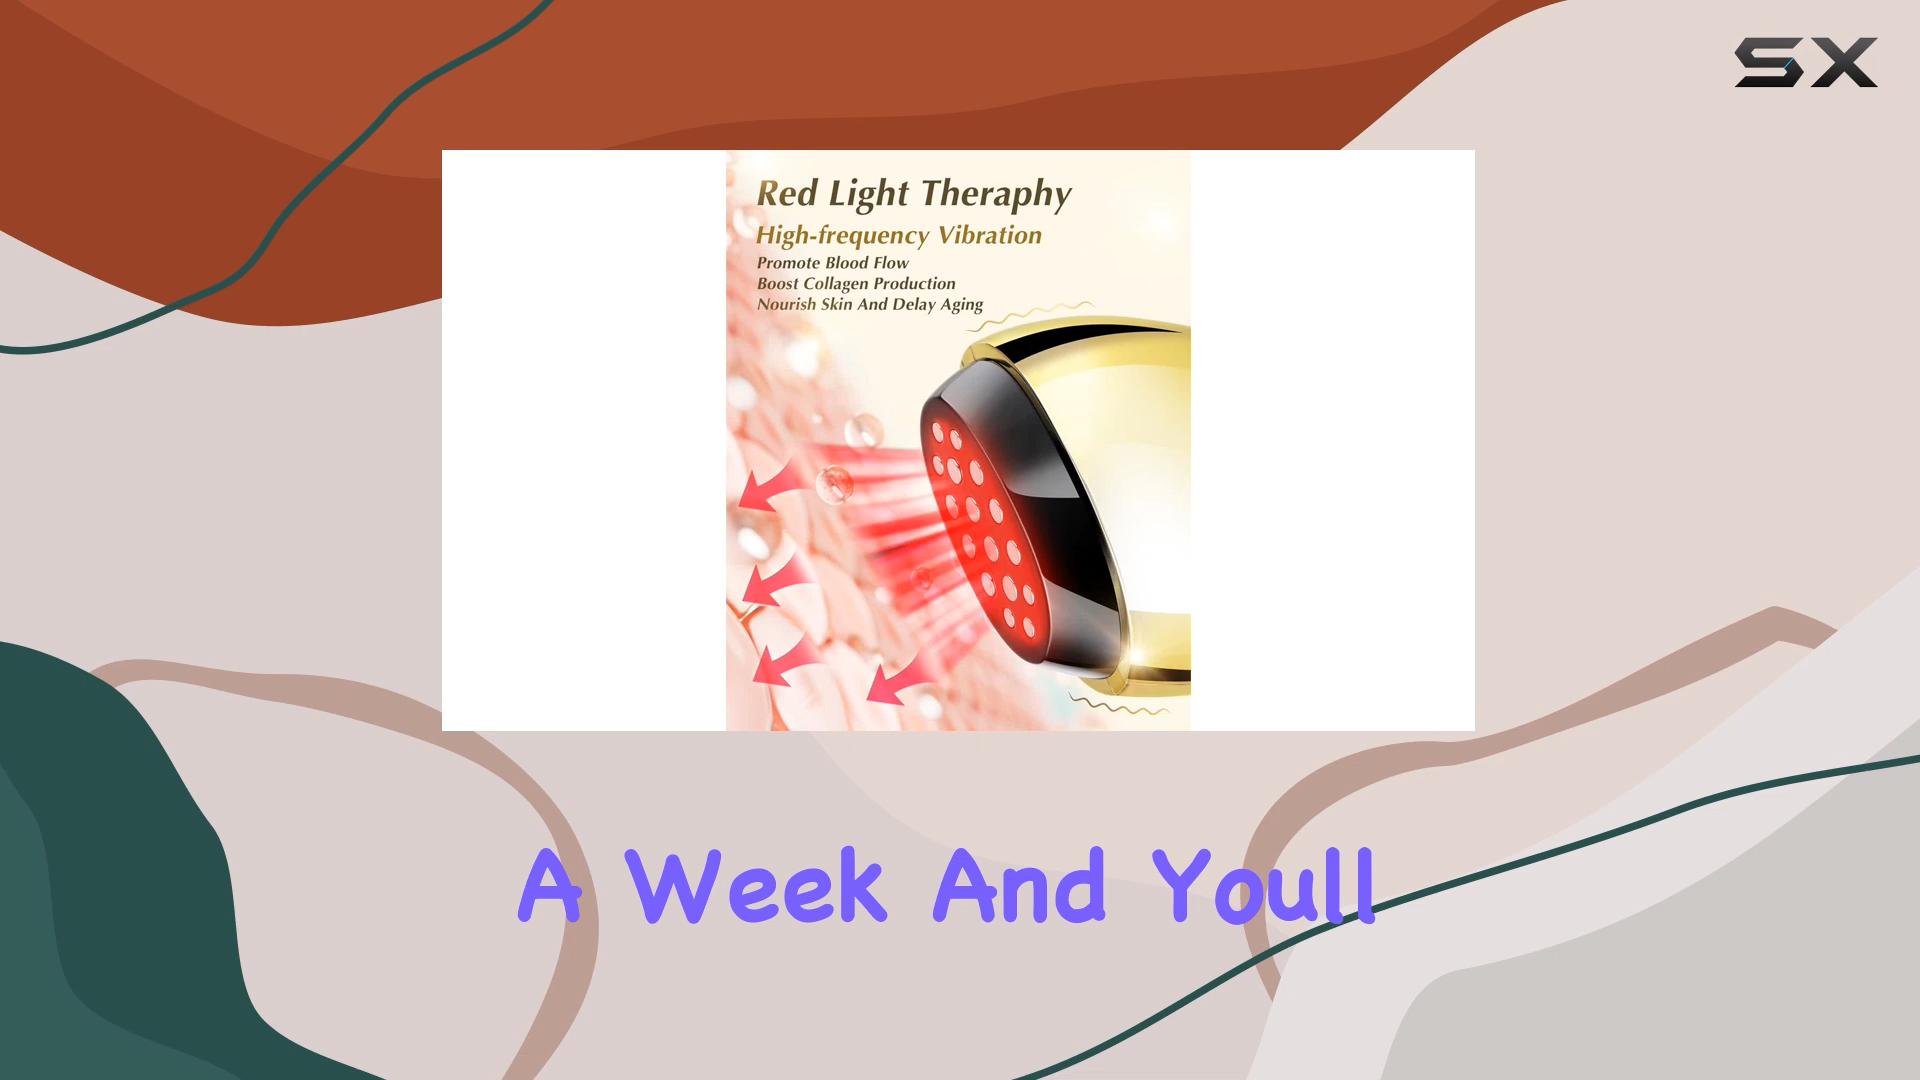 SX
Red Light Theraphy
High-frequency Vibration
Promote Blood Flow
Boost Collagen Production
Nourish Skin And Delay Aging
A Week And Youll